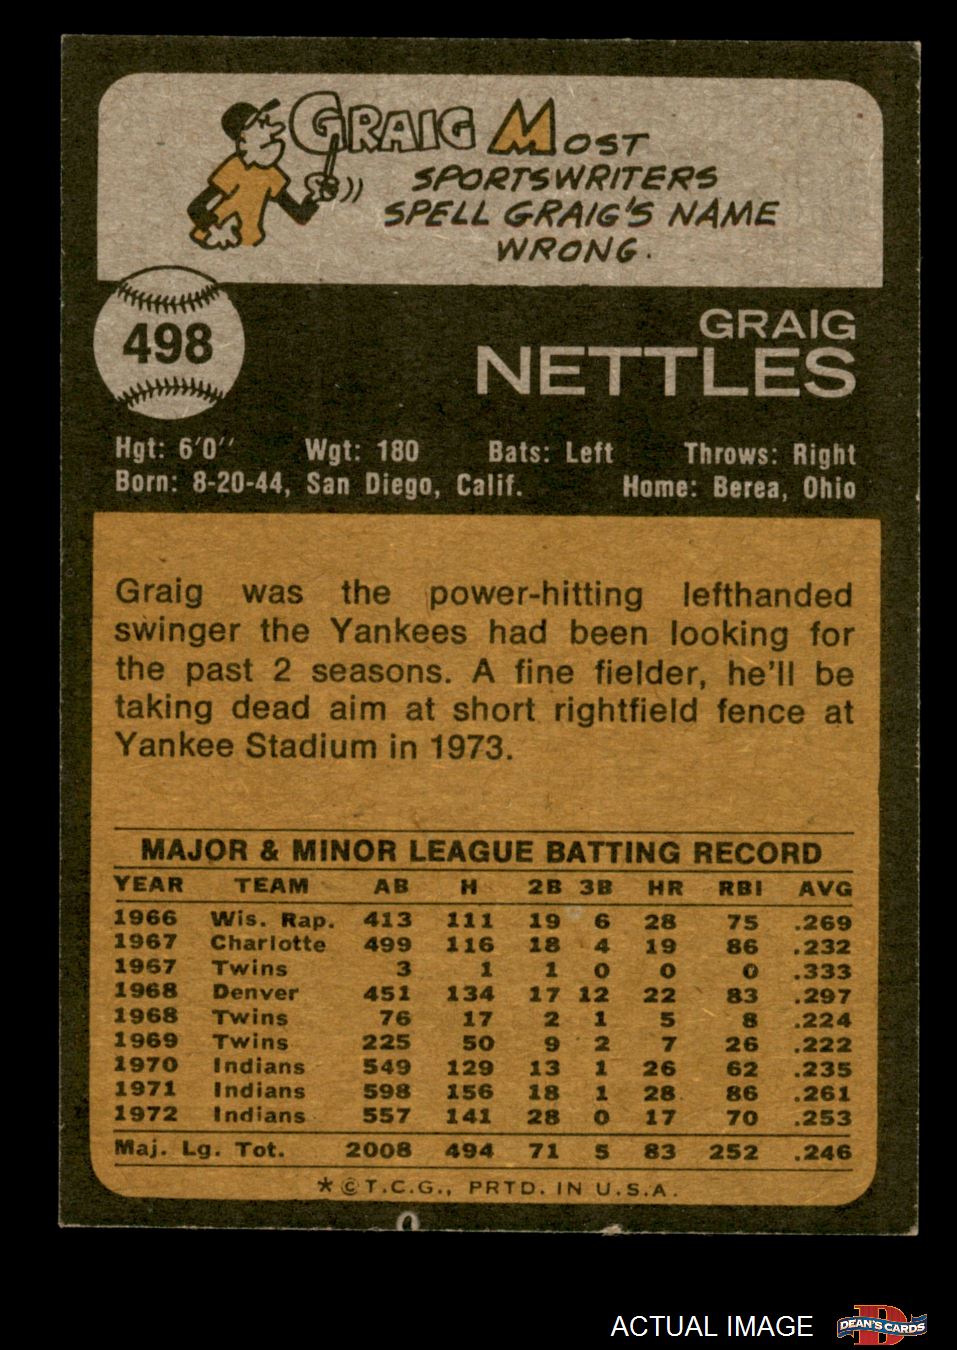 GRAIG MOST
SPORTSWRITERS
SPELL GRAIG'S NAME
WRONG.
498
GRAIG
NETTLES
Hgt: 6'0'' Wgt: 180 Bats: Left Throws: Right
Born: 8-20-44, San Diego, Calif. Home: Berea, Ohio
Graig was the power-hitting lefthanded
swinger the Yankees had been looking for
the past 2 seasons. A fine fielder, he'll be
taking dead aim at short rightfield fence at
Yankee Stadium in 1973.
MAJOR & MINOR LEAGUE BATTING RECORD
YEAR TEAM AB H 2B 3B HR RBI AVG
1966 Wis. Rap. 413 111 19 6 28 75 .269
1967 Charlotte 499 116 18 4 19 86 .232
1967 Twins 3 1 1 0 0 0 .333
1968 Denver 451 134 17 12 22 83 .297
1968 Twins 76 17 2 1 5 8 .224
1969 Twins 225 50 9 2 7 26 .222
1970 Indians 549 129 13 1 26 62 .235
1971 Indians 598 156 18 1 28 86 .261
1972 Indians 557 141 28 0 17 70 .253
Maj. Lg. Tot. 2008 494 71 5 83 252 .246
* © T.C.G., PRTD. IN U.S.A.
ACTUAL IMAGE DEAN'S CARDS